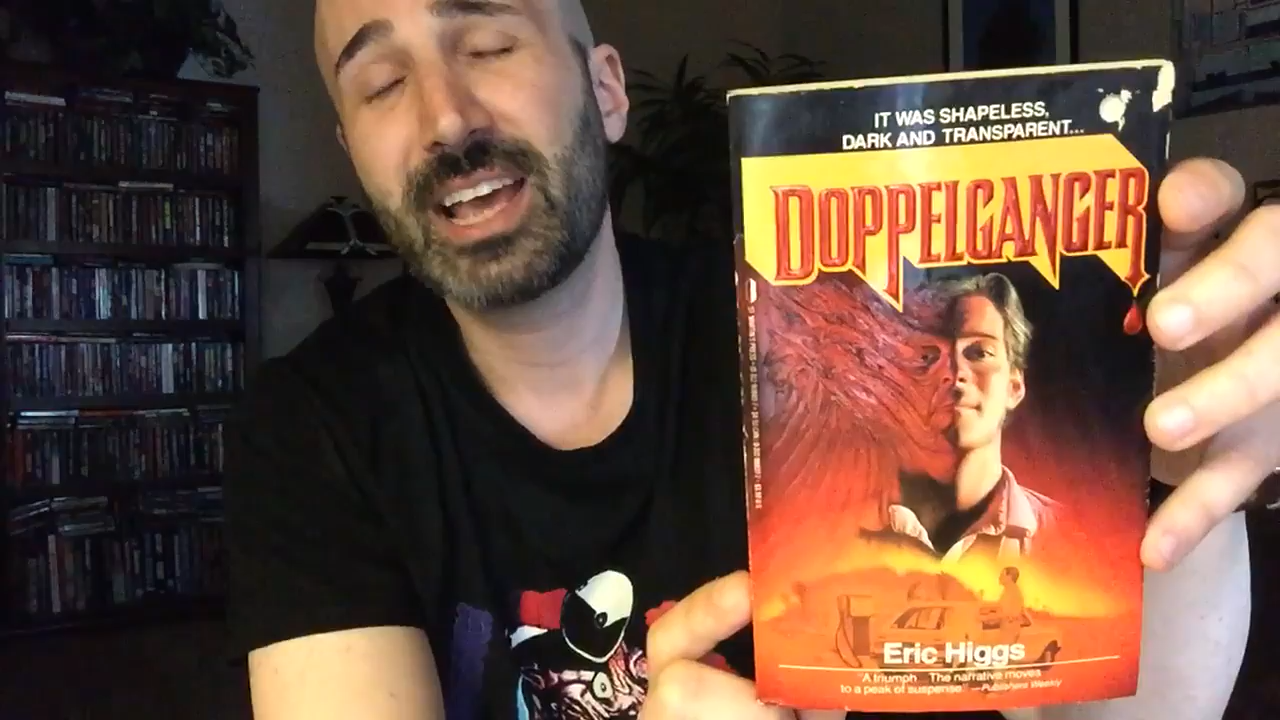 IT WAS SHAPELESS,
DARK AND TRANSPARENT...
DOPPELGANGER
Eric Higgs
"A triumph The narrative moves
to a peak of suspense." —Publishers Weekly